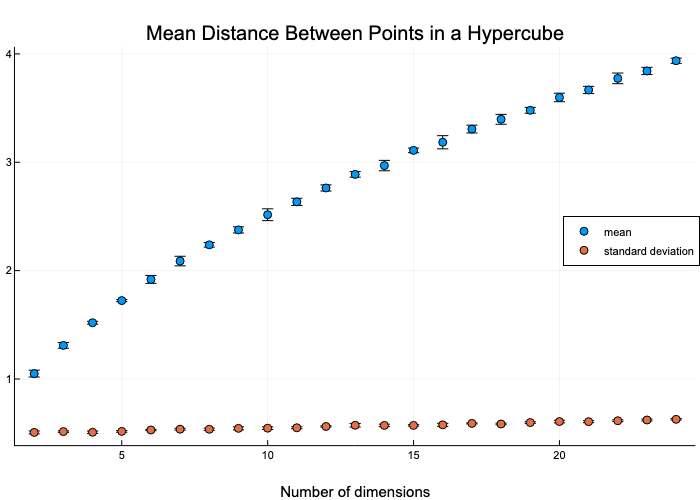 Mean Distance Between Points in a Hypercube
4
3
2
1
mean
standard deviation
5 10 15 20
Number of dimensions